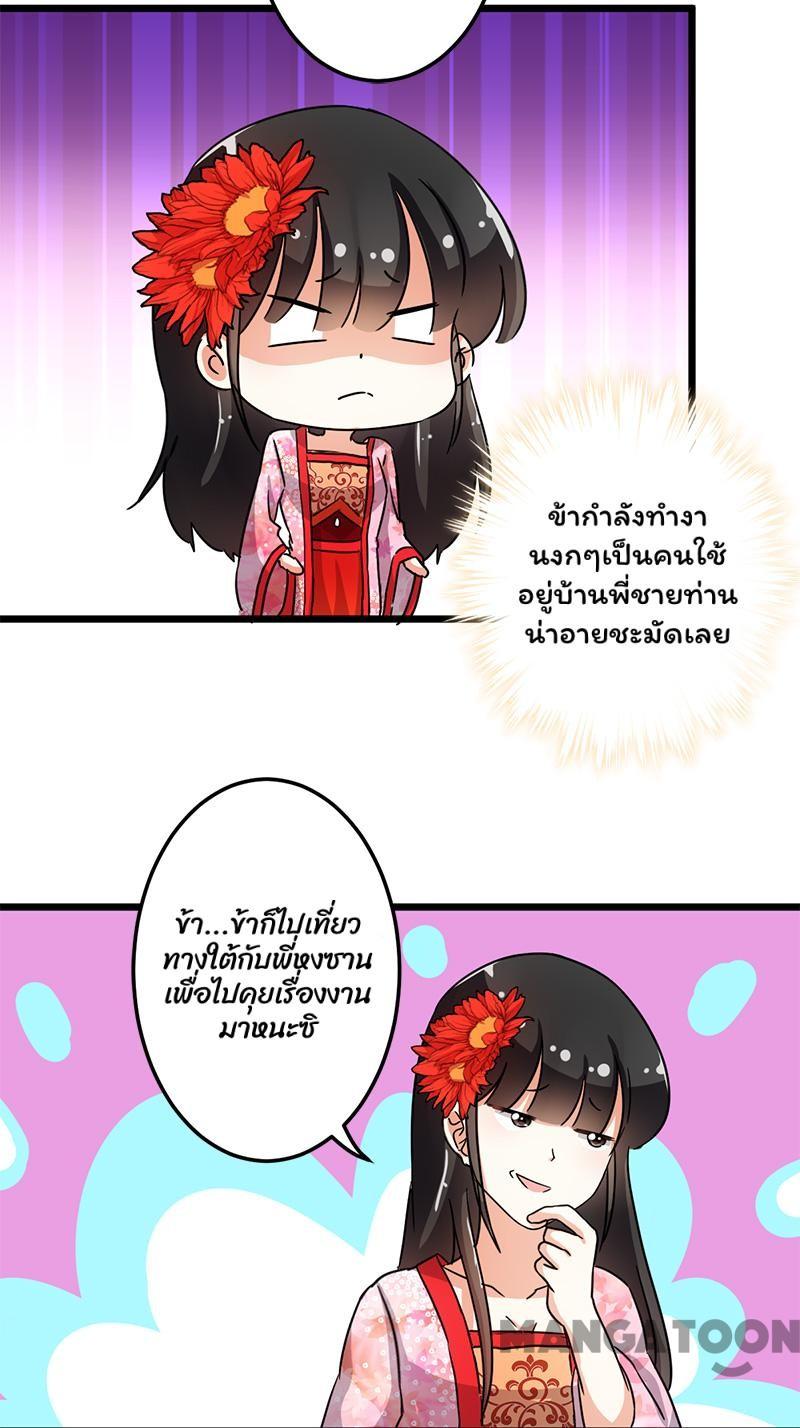 ข้ากำลังทำงา
นงกๆเป็นคนใช้
อยู่บ้านพี่ชายท่าน
น่าอายชะมัดเลย
ข้า...ข้าก็ไปเที่ยว
ทางใต้กับพี่หงซาน
เพื่อไปคุยเรื่องงาน
มาหนะซิ
MANGATOON